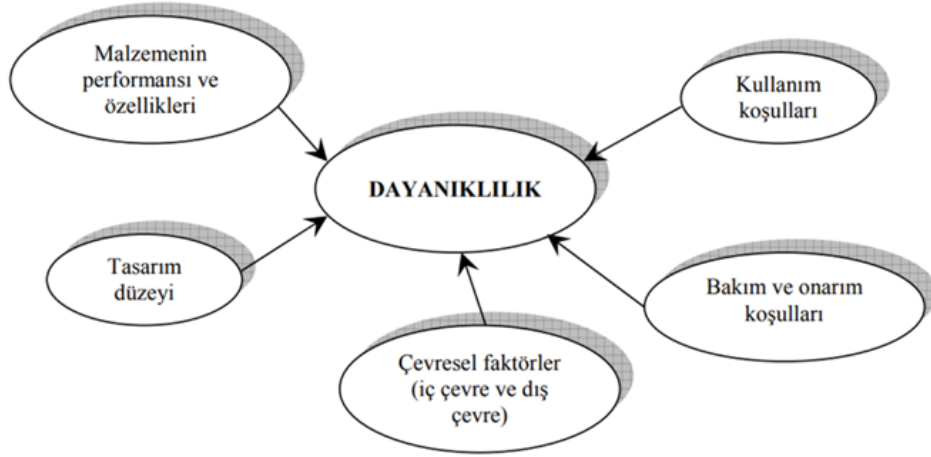 Malzemenin
performansı ve
özellikleri
Kullanım
koşulları
DAYANIKLILIK
Tasarım
düzeyi
Bakım ve onarım
koşulları
Çevresel faktörler
(iç çevre ve dış
çevre)